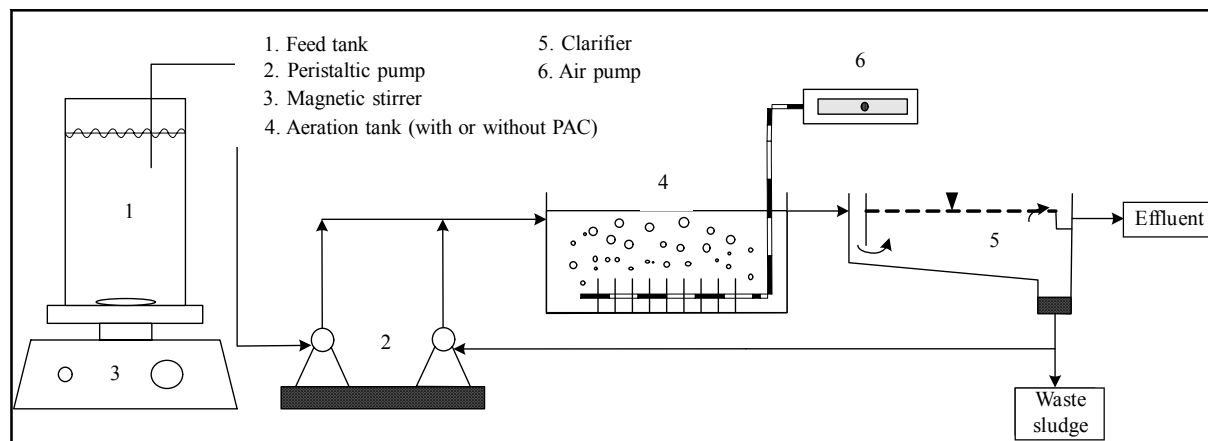 1. Feed tank
2. Peristaltic pump
3. Magnetic stirrer
4. Aeration tank (with or without PAC)
5. Clarifier
6. Air pump
6
4
1
5
Effluent
2
3
Waste
sludge